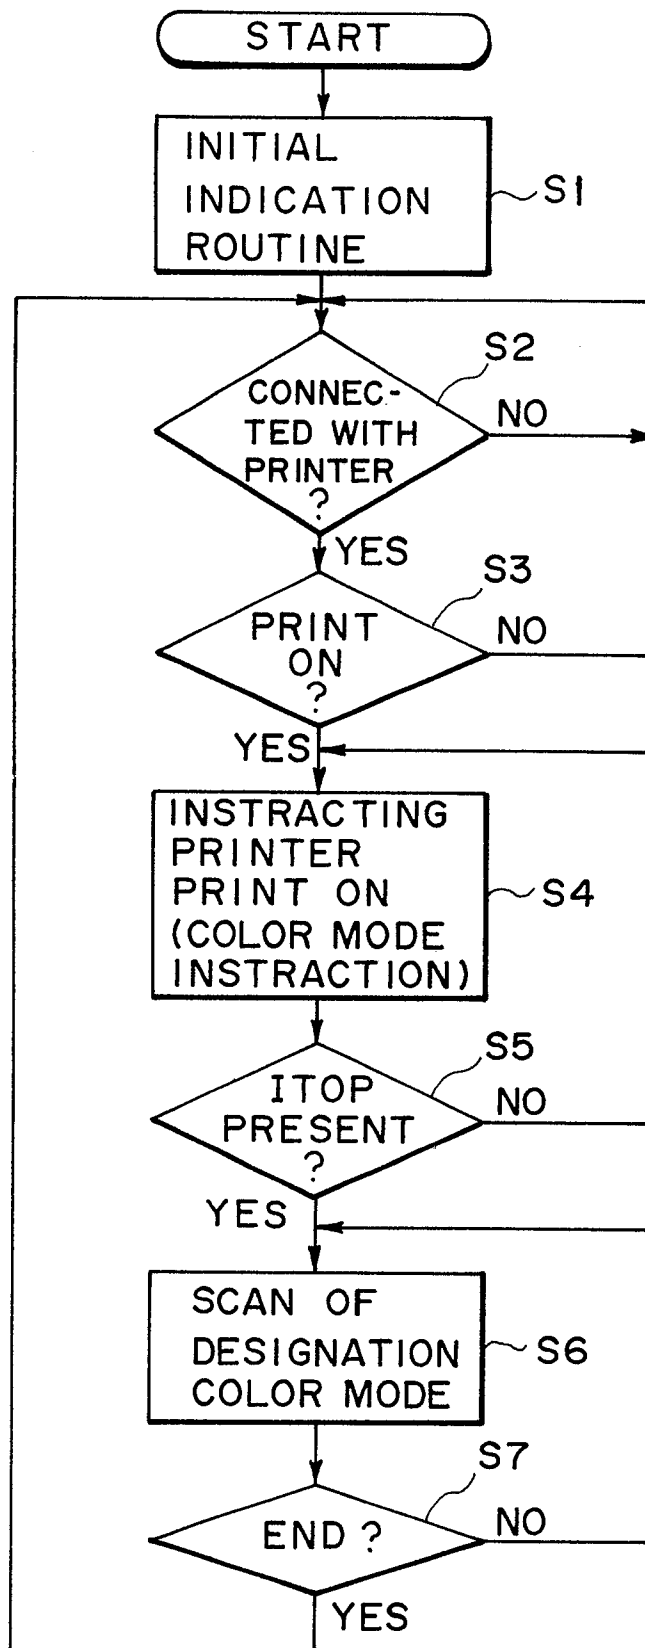 START
INITIAL
INDICATION
ROUTINE
S1
S2
CONNEC-
TED WITH
PRINTER
?
NO
YES
S3
PRINT
ON
?
NO
YES
INSTRACTING
PRINTER
PRINT ON
(COLOR MODE
INSTRACTION)
S4
S5
ITOP
PRESENT
?
NO
YES
SCAN OF
DESIGNATION
COLOR MODE
S6
S7
END ?
NO
YES